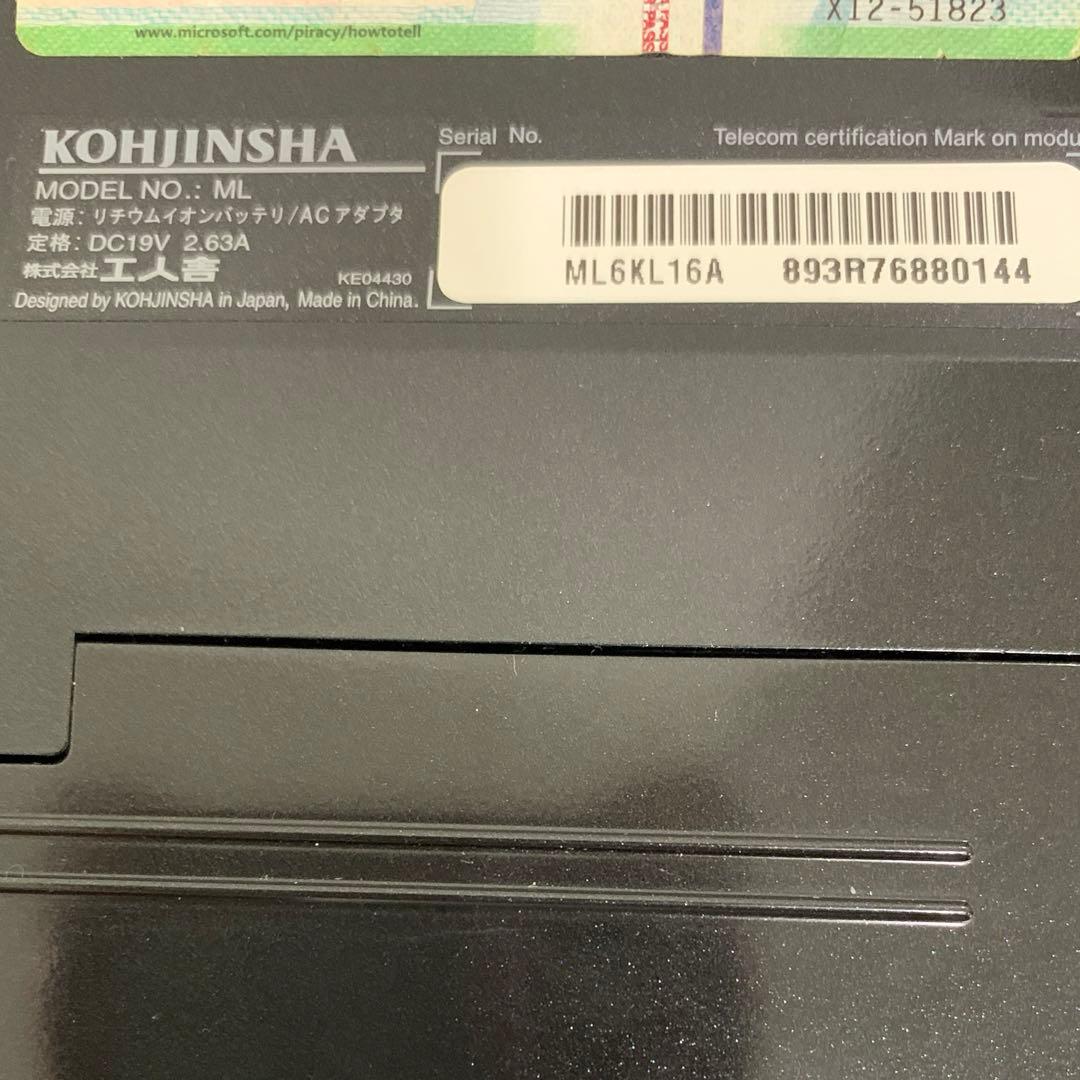 www.microsoft.com/piracy/howtotell
X12-51823
KOHJINSHA
MODEL NO.: ML
電源: リチウムイオンバッテリ/ACアダプタ
定格: DC19V 2.63A
株式会社 工人舎
KE04430
Designed by KOHJINSHA in Japan, Made in China.
Serial No.
Telecom certification Mark on modu
ML6KL16A 893R76880144